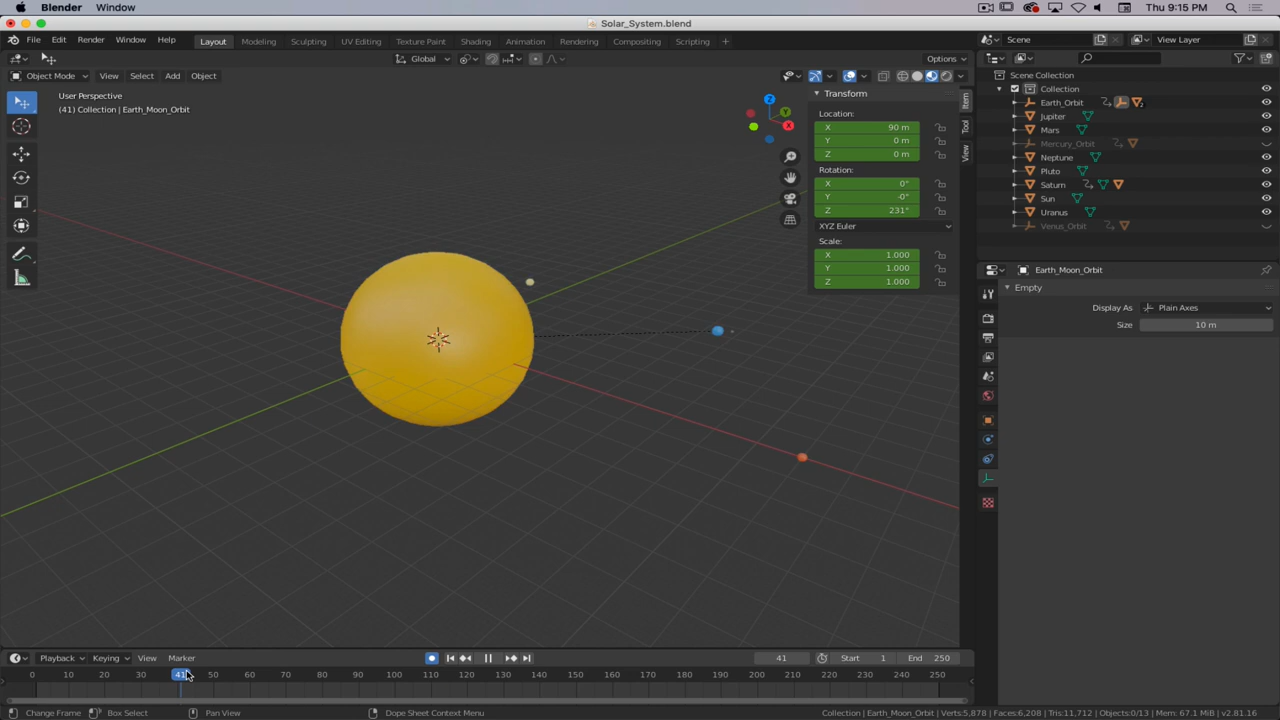 Blender Window Thu 9:15 PM
Solar_System.blend
File Edit Render Window Help Layout Modeling Sculpting UV Editing Texture Paint Shading Animation Rendering Compositing Scripting + Scene View Layer
Global Options
Object Mode View Select Add Object
User Perspective
(41) Collection | Earth_Moon_Orbit
Z
Y
X
Transform
Location:
X 90 m
Y 0 m
Z 0 m
Rotation:
X 0°
Y -0°
Z 231°
XYZ Euler
Scale:
X 1.000
Y 1.000
Z 1.000
Item
Tool
View
Scene Collection
Collection
Earth_Orbit 2
Jupiter
Mars
Mercury_Orbit
Neptune
Pluto
Saturn
Sun
Uranus
Venus_Orbit
Earth_Moon_Orbit
Empty
Display As Plain Axes
Size 10 m
Playback Keying View Marker 41 Start 1 End 250
0 10 20 30 41 50 60 70 80 90 100 110 120 130 140 150 160 170 180 190 200 210 220 230 240 250
Change Frame Box Select Pan View Dope Sheet Context Menu Collection | Earth_Moon_Orbit | Verts:5,878 | Faces:6,208 | Tris:11,712 | Objects:0/13 | Mem: 67.1 MiB | v2.81.16